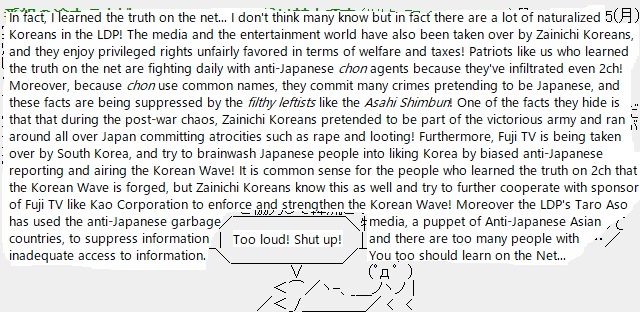 5(月)
In fact, I learned the truth on the net... I don't think many know but in fact there are a lot of naturalized
Koreans in the LDP! The media and the entertainment world have also been taken over by Zainichi Koreans,
and they enjoy privileged rights unfairly favored in terms of welfare and taxes! Patriots like us who learned
the truth on the net are fighting daily with anti-Japanese chon agents because they've infiltrated even 2ch!
Moreover, because chon use common names, they commit many crimes pretending to be Japanese, and
these facts are being suppressed by the filthy leftists like the Asahi Shimbun! One of the facts they hide is
that that during the post-war chaos, Zainichi Koreans pretended to be part of the victorious army and ran
around all over Japan committing atrocities such as rape and looting! Furthermore, Fuji TV is being taken
over by South Korea, and try to brainwash Japanese people into liking Korea by biased anti-Japanese
reporting and airing the Korean Wave! It is common sense for the people who learned the truth on 2ch that
the Korean Wave is forged, but Zainichi Koreans know this as well and try to further cooperate with sponsor
of Fuji TV like Kao Corporation to enforce and strengthen the Korean Wave! Moreover the LDP's Taro Aso
has used the anti-Japanese garbage media, a puppet of Anti-Japanese Asian
countries, to suppress information and there are too many people with
inadequate access to information. You too should learn on the Net...
Too loud! Shut up!
(ﾟдﾟ)